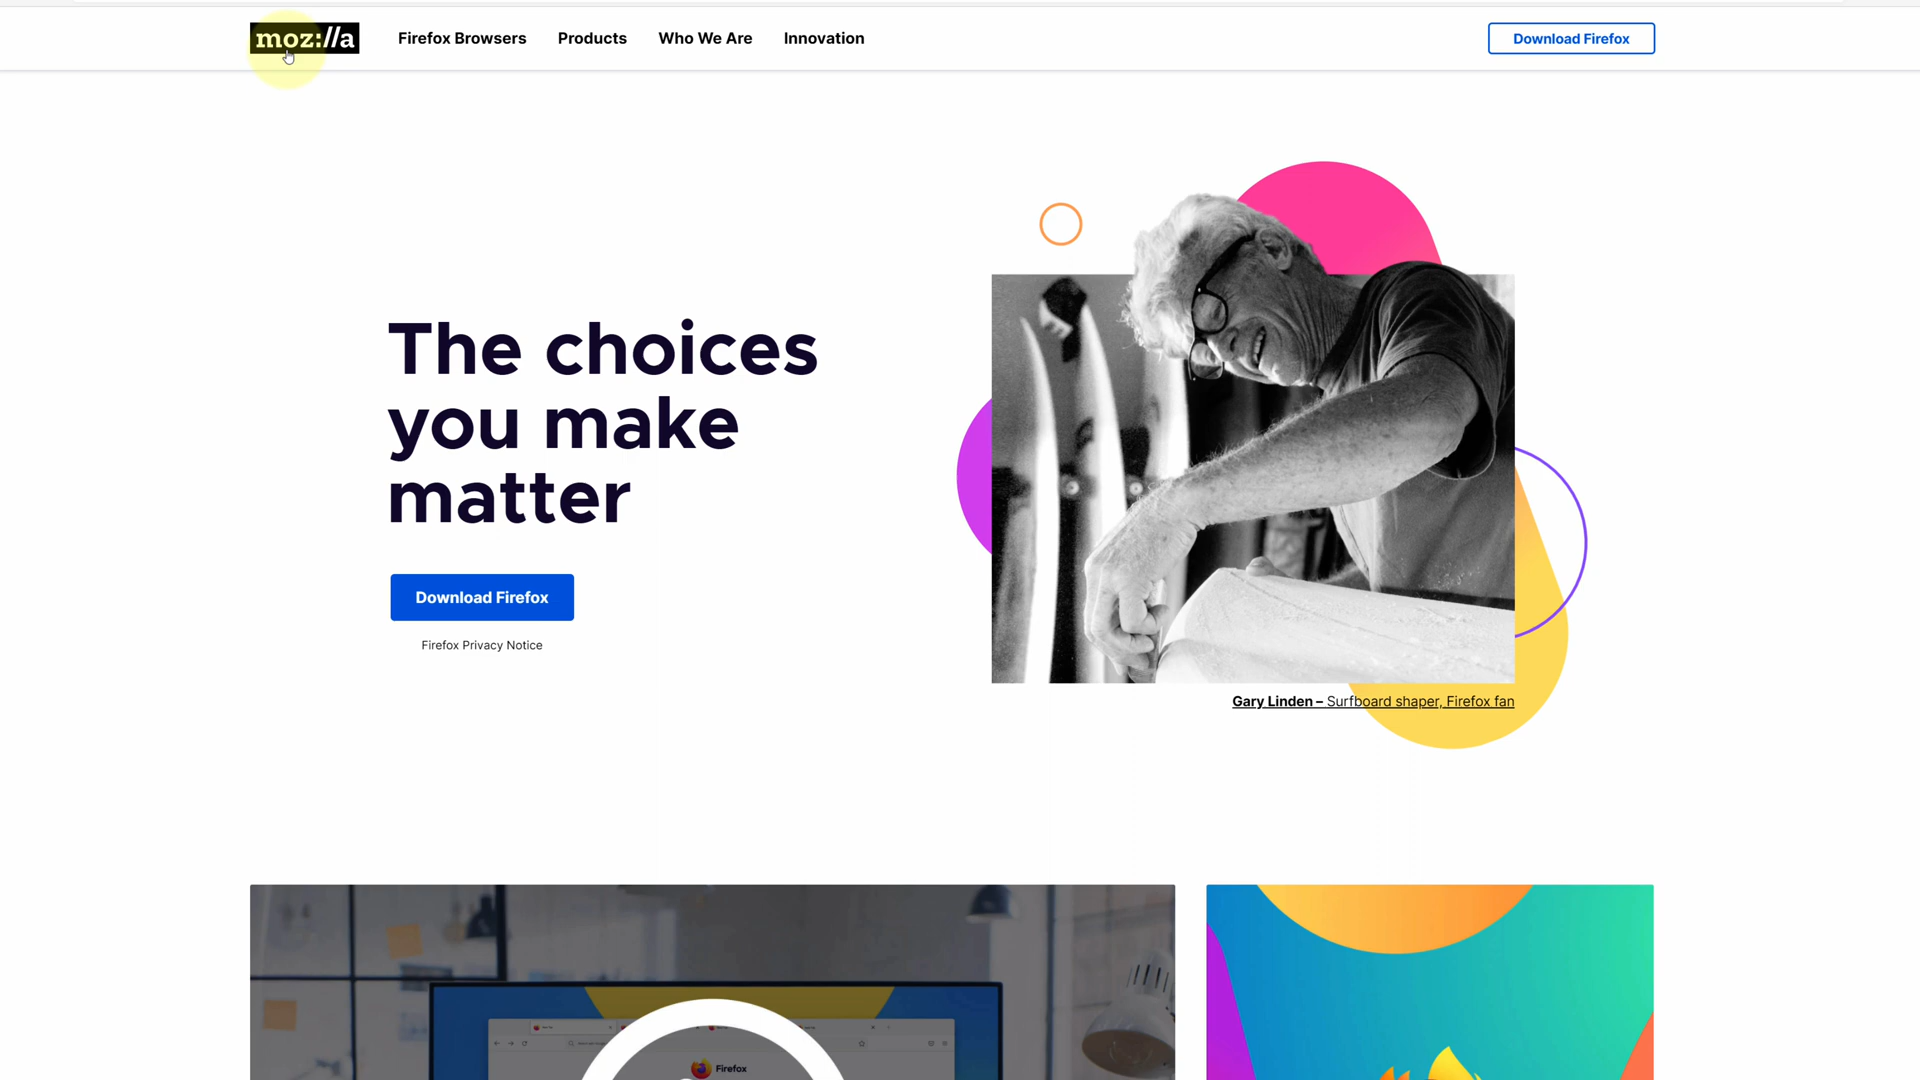 moz://a
Firefox Browsers
Products
Who We Are
Innovation
Download Firefox
The choices
you make
matter
Download Firefox
Firefox Privacy Notice
Gary Linden – Surfboard shaper, Firefox fan
Firefox